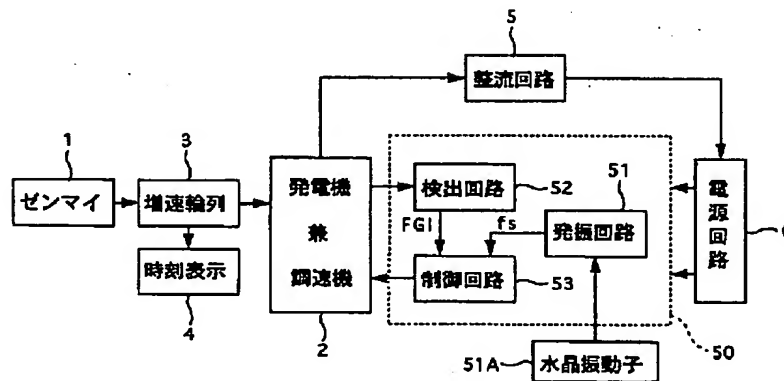 5
整流回路
1
3
ゼンマイ
増速輪列
時刻表示
4
発電機
兼
調速機
2
検出回路
52
51
FG1
fs
発振回路
制御回路
53
電源回路
50
51A
水晶振動子